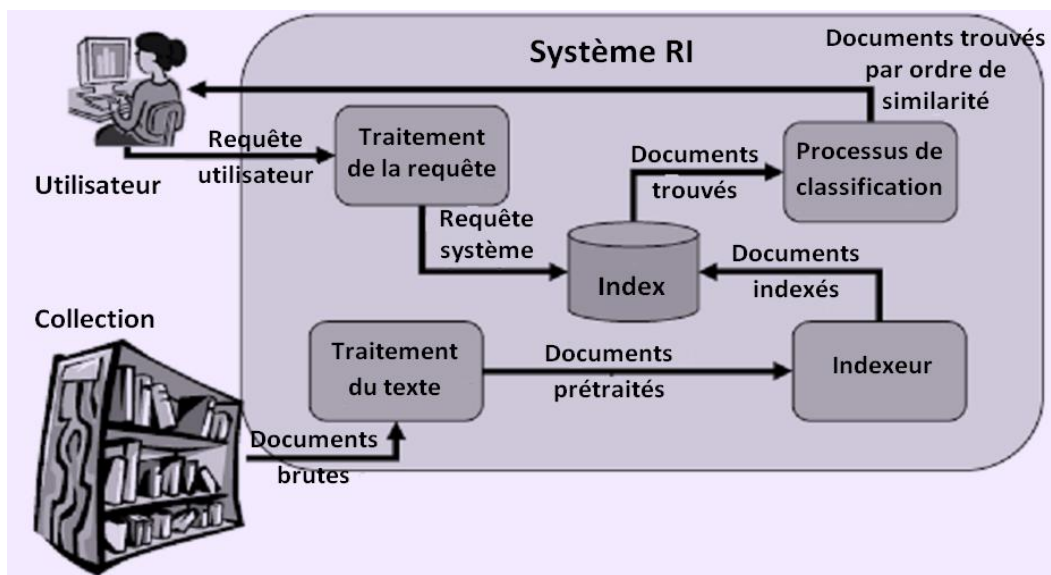 Système RI
Documents trouvés
par ordre de
similarité
Utilisateur
Requête
utilisateur
Traitement
de la requête
Documents
trouvés
Processus de
classification
Requête
système
Index
Documents
indexés
Collection
Traitement
du texte
Documents
prétraités
Indexeur
Documents
brutes